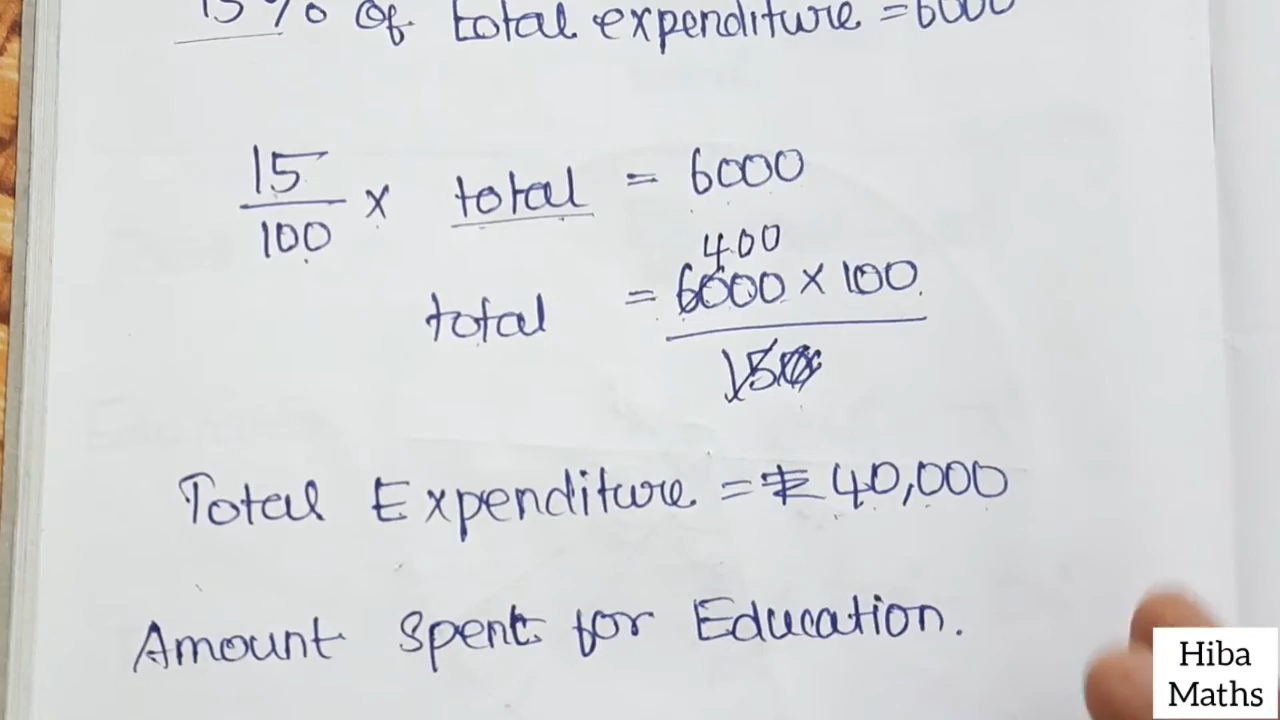 15% of total expenditure = 6000
15
100 × total = 6000
400
total = 6000 × 100
15
Total Expenditure = ₹ 40,000
Amount Spent for Education.
Hiba
Maths